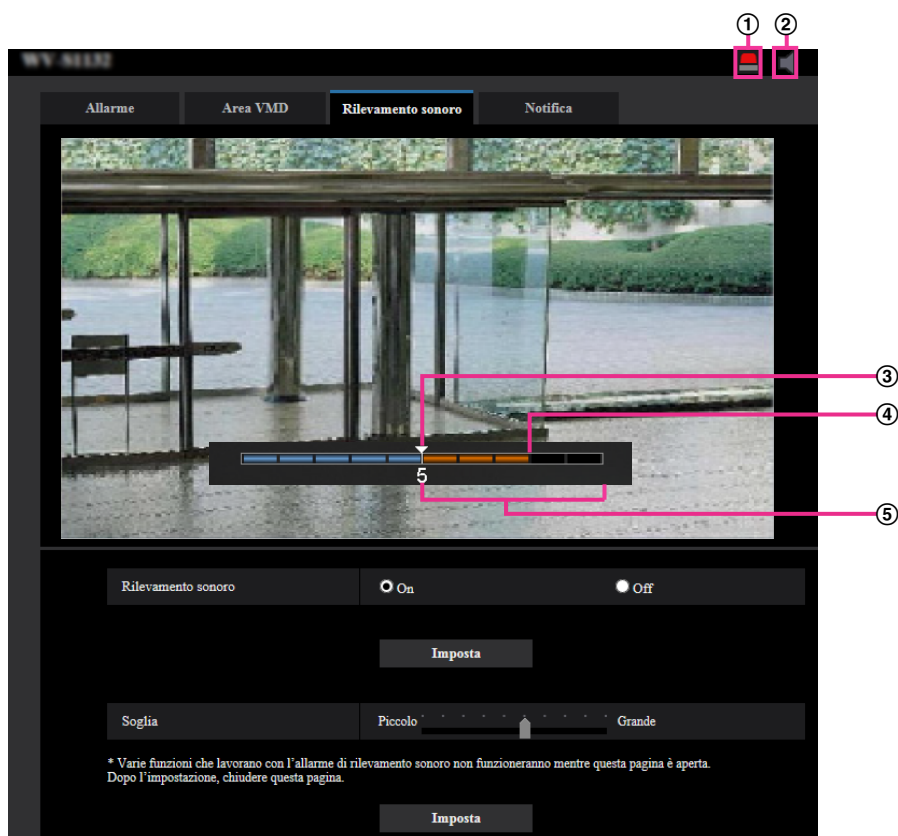 ① ②
WV-S1132
Allarme Area VMD Rilevamento sonoro Notifica
③
④
5
⑤
Rilevamento sonoro On Off
Imposta
Soglia Piccolo Grande
* Varie funzioni che lavorano con l'allarme di rilevamento sonoro non funzioneranno mentre questa pagina è aperta.
Dopo l'impostazione, chiudere questa pagina.
Imposta